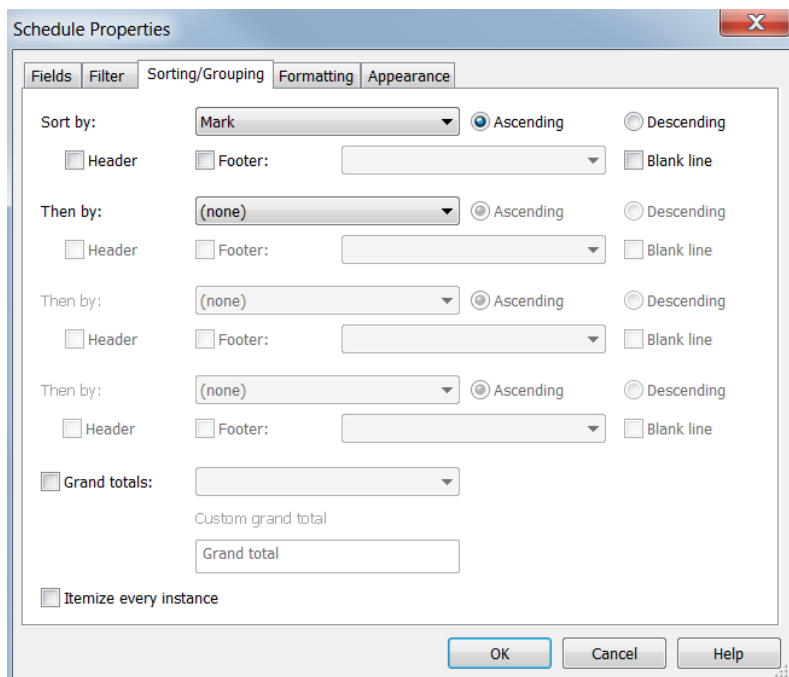 Schedule Properties
Fields Filter Sorting/Grouping Formatting Appearance
Sort by: Mark Ascending Descending
Header Footer: Blank line
Then by: (none) Ascending Descending
Header Footer: Blank line
Then by: (none) Ascending Descending
Header Footer: Blank line
Then by: (none) Ascending Descending
Header Footer: Blank line
Grand totals:
Custom grand total
Grand total
Itemize every instance
OK Cancel Help